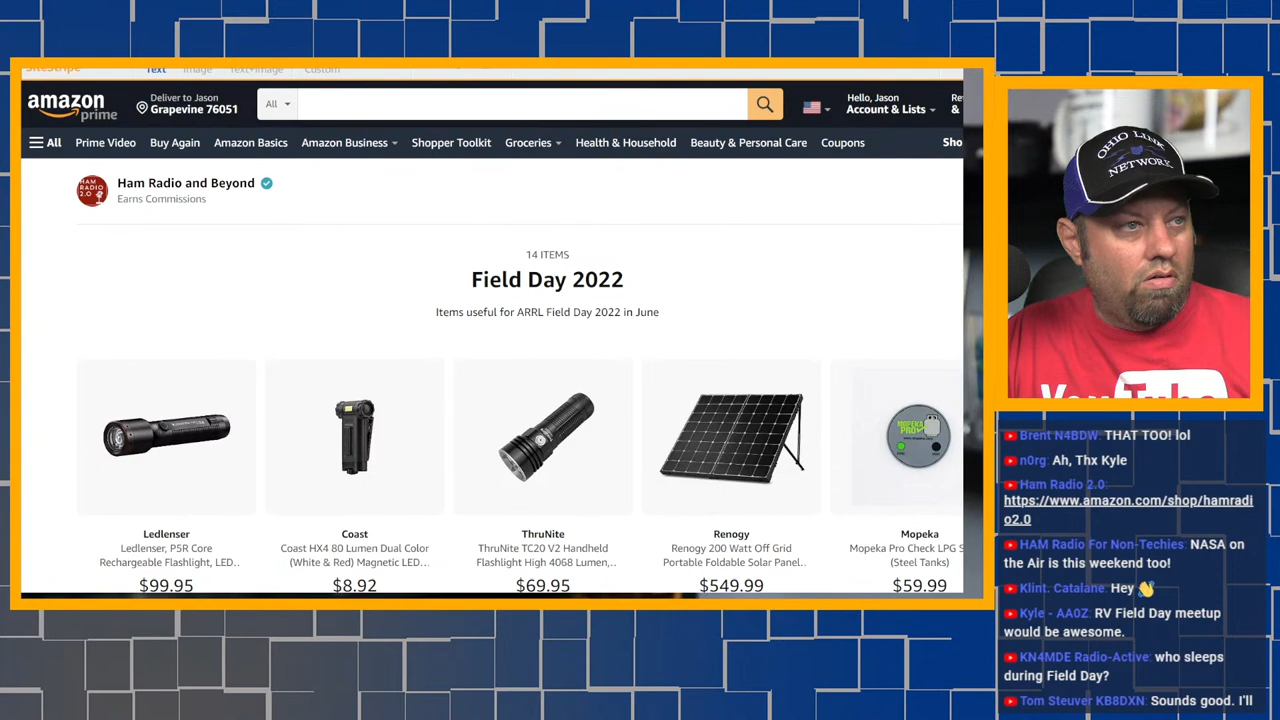 SiteStripe Text Image Text+Image Custom
amazon prime
Deliver to Jason
Grapevine 76051
All
Hello, Jason
Account & Lists
Re
&
All Prime Video Buy Again Amazon Basics Amazon Business Shopper Toolkit Groceries Health & Household Beauty & Personal Care Coupons Sho
HAM RADIO 2.0
Ham Radio and Beyond
Earns Commissions
14 ITEMS
Field Day 2022
Items useful for ARRL Field Day 2022 in June
MOPEKA
PRO
Ledlenser
Ledlenser, P5R Core
Rechargeable Flashlight, LED...
$99.95
Coast
Coast HX4 80 Lumen Dual Color
(White & Red) Magnetic LED...
$8.92
ThruNite
ThruNite TC20 V2 Handheld
Flashlight High 4068 Lumen,...
$69.95
Renogy
Renogy 200 Watt Off Grid
Portable Foldable Solar Panel...
$549.99
Mopeka
Mopeka Pro Check LPG S
(Steel Tanks)
$59.99
OHIO LINK
NETWORK
YouTube
Brent N4BDW: THAT TOO! lol
n0rg: Ah, Thx Kyle
Ham Radio 2.0:
https://www.amazon.com/shop/hamradi
o2.0
HAM Radio For Non-Techies: NASA on
the Air is this weekend too!
Klint. Catalane: Hey 👋
Kyle - AA0Z: RV Field Day meetup
would be awesome.
KN4MDE Radio-Active: who sleeps
during Field Day?
Tom Steuver KB8DXN: Sounds good. I'll